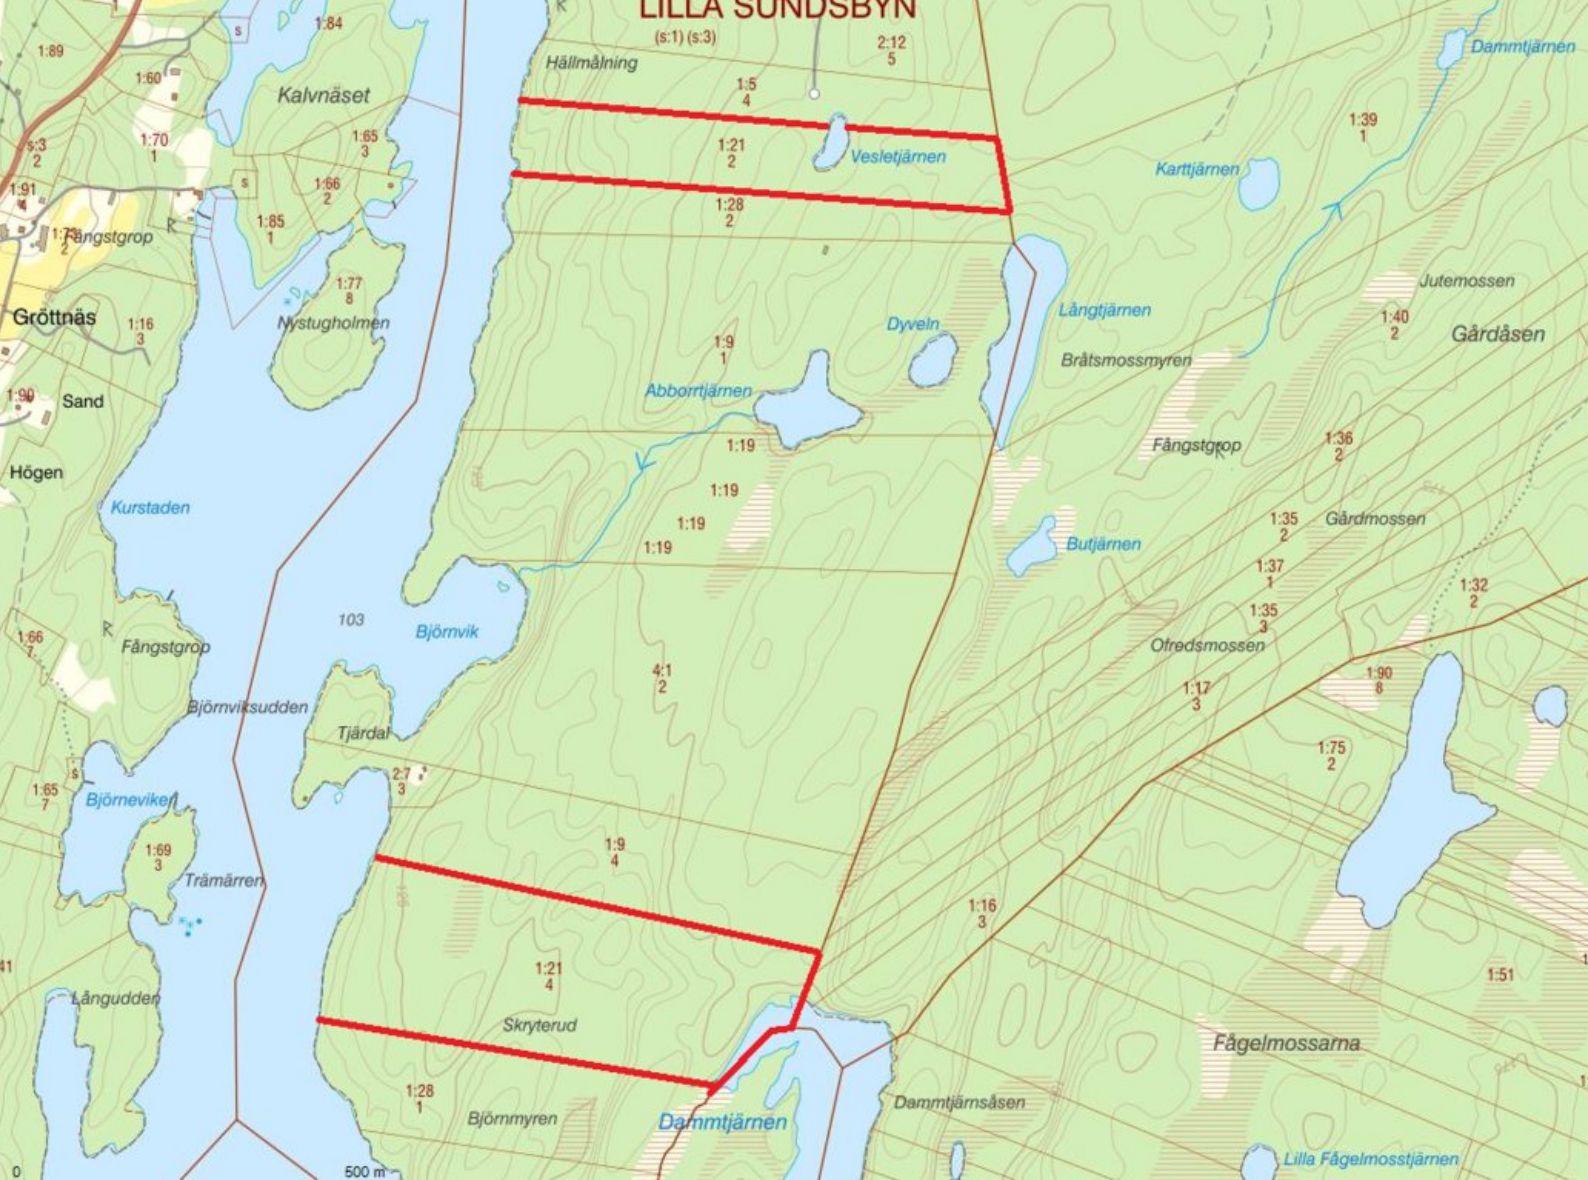 LILLA SUNDSBYN
(s:1) (s:3)
1:84
s
1:89
1:60
Hällmålning
2:12
5
Dammtjärnen
Kalvnäset
1:5
4
1:39
1
s:3
2
1:70
1
1:65
3
1:21
2
Vesletjärnen
Karttjärnen
1:91
4
s
1:66
2
1:85
1
1:28
2
Fångstgrop
2
1:77
8
Jutemossen
Gröttnäs
1:16
3
Nystugholmen
Dyveln
Långtjärnen
1:40
2
Gårdåsen
1:9
1
Bråtsmossmyren
Abborrtjärnen
1:90
Sand
1:19
Fångstgrop
1:36
2
Högen
1:19
Kurstaden
1:19
1:35
2
Gårdmossen
1:19
Butjärnen
1:37
1
1:32
2
103
Björnvik
1:35
3
1:66
7
Fångstgrop
Ofredsmossen
4:1
2
1:90
8
1:17
3
Björnviksudden
Tjärdal
1:75
2
s
2:7
3
1:65
7
Björneviken
1:69
3
1:9
4
Trämärren
1:16
3
41
1:21
4
1:51
Långudden
Skryterud
Fågelmossarna
1:28
1
Björnmyren
Dammtjärnen
Dammtjärnsåsen
Lilla Fågelmosstjärnen
0
500 m